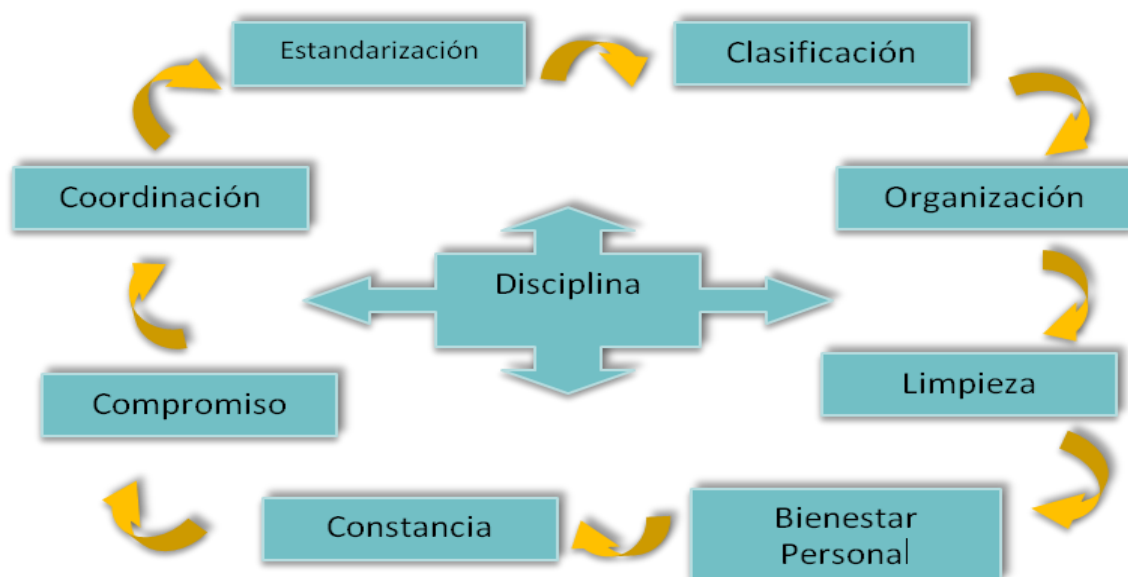 Estandarización
Clasificación
Coordinación
Organización
Disciplina
Compromiso
Limpieza
Constancia
Bienestar
Personal